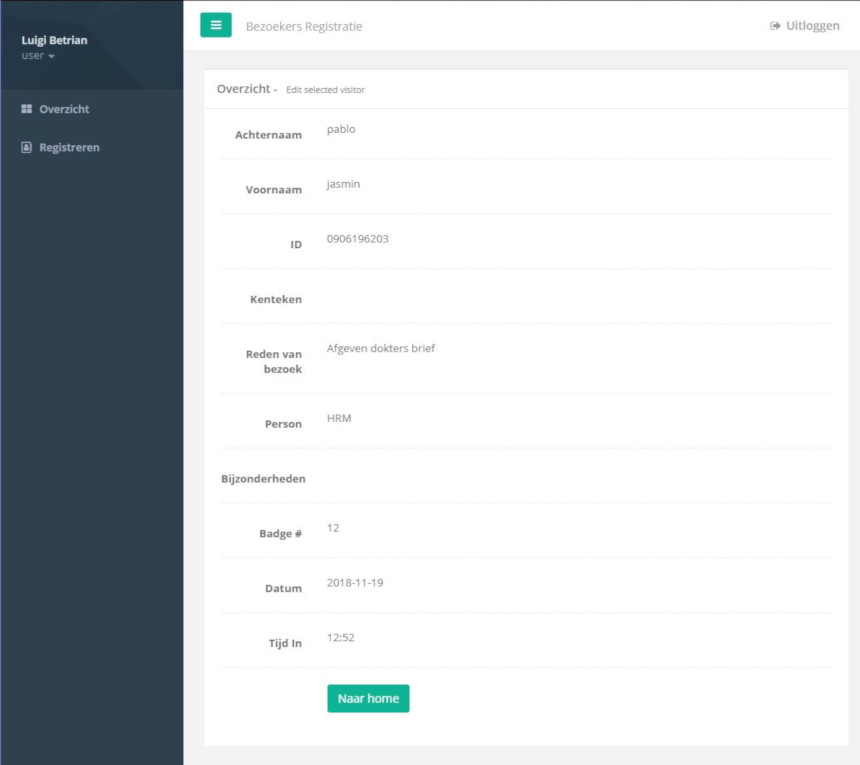 Luigi Betrian
user
Overzicht
Registreren
Bezoekers Registratie
Uitloggen
Overzicht - Edit selected visitor
Achternaam pablo
Voornaam jasmin
ID 0906196203
Kenteken
Reden van bezoek Afgeven dokters brief
Person HRM
Bijzonderheden
Badge # 12
Datum 2018-11-19
Tijd In 12:52
Naar home